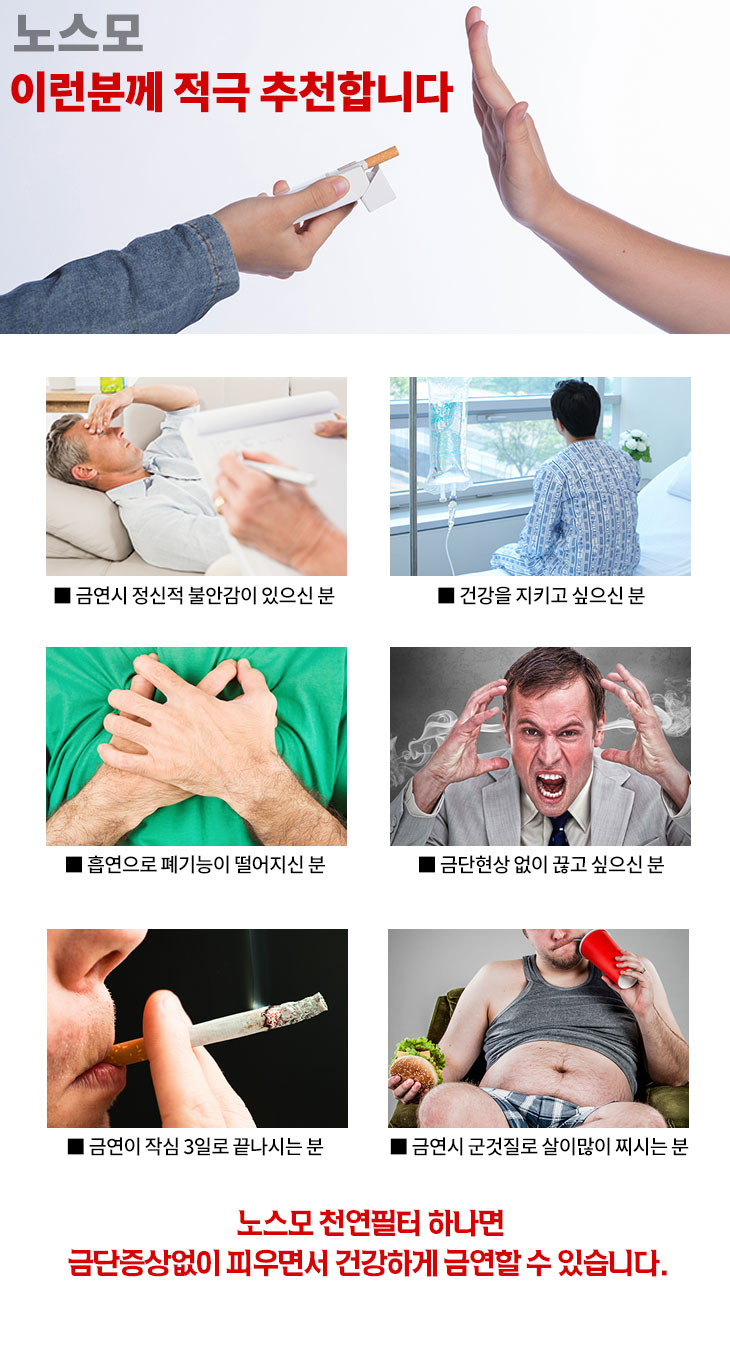 노스모
이런분께 적극 추천합니다
■ 금연시 정신적 불안감이 있으신 분
■ 건강을 지키고 싶으신 분
■ 흡연으로 폐기능이 떨어지신 분
■ 금단현상 없이 끊고 싶으신 분
■ 금연이 작심 3일로 끝나시는 분
■ 금연시 군것질로 살이많이 찌시는 분
노스모 천연필터 하나면
금단증상없이 피우면서 건강하게 금연할 수 있습니다.